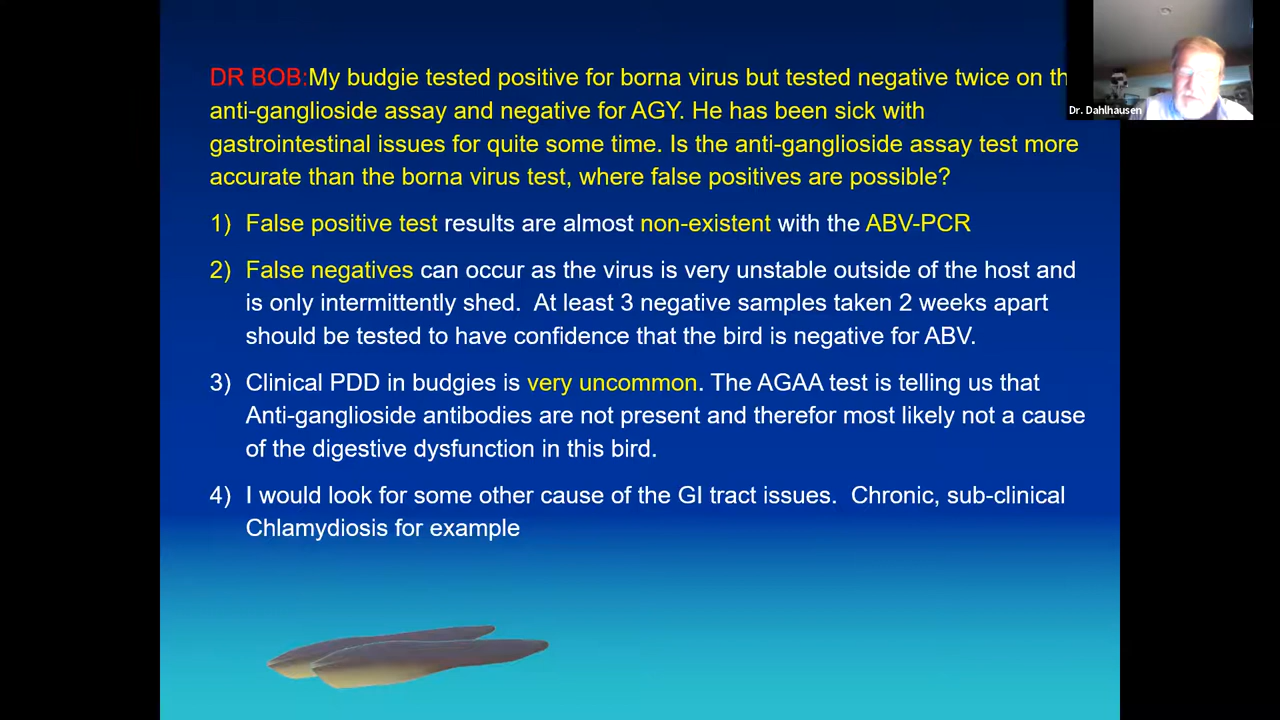 DR BOB:My budgie tested positive for borna virus but tested negative twice on th
anti-ganglioside assay and negative for AGY. He has been sick with
gastrointestinal issues for quite some time. Is the anti-ganglioside assay test more
accurate than the borna virus test, where false positives are possible?
1) False positive test results are almost non-existent with the ABV-PCR
2) False negatives can occur as the virus is very unstable outside of the host and
is only intermittently shed. At least 3 negative samples taken 2 weeks apart
should be tested to have confidence that the bird is negative for ABV.
3) Clinical PDD in budgies is very uncommon. The AGAA test is telling us that
Anti-ganglioside antibodies are not present and therefor most likely not a cause
of the digestive dysfunction in this bird.
4) I would look for some other cause of the GI tract issues. Chronic, sub-clinical
Chlamydiosis for example
Dr. Dahlhausen